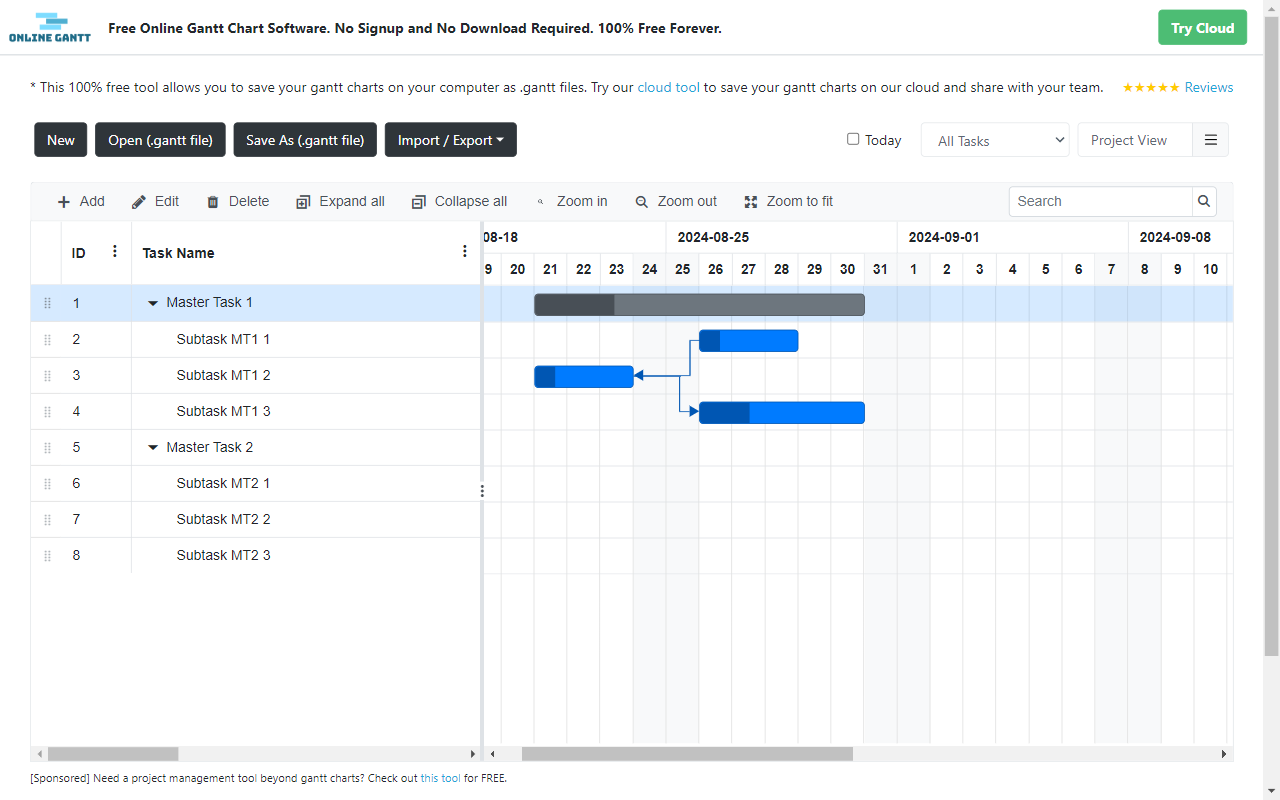 ONLINE GANTT
Free Online Gantt Chart Software. No Signup and No Download Required. 100% Free Forever.
Try Cloud
* This 100% free tool allows you to save your gantt charts on your computer as .gantt files. Try our cloud tool to save your gantt charts on our cloud and share with your team.
★★★★★ Reviews
New Open (.gantt file) Save As (.gantt file) Import / Export Today All Tasks Project View
Add Edit Delete Expand all Collapse all Zoom in Zoom out Zoom to fit Search
ID Task Name
08-18 2024-08-25 2024-09-01 2024-09-08
9 20 21 22 23 24 25 26 27 28 29 30 31 1 2 3 4 5 6 7 8 9 10
1 Master Task 1
2 Subtask MT1 1
3 Subtask MT1 2
4 Subtask MT1 3
5 Master Task 2
6 Subtask MT2 1
7 Subtask MT2 2
8 Subtask MT2 3
[Sponsored] Need a project management tool beyond gantt charts? Check out this tool for FREE.